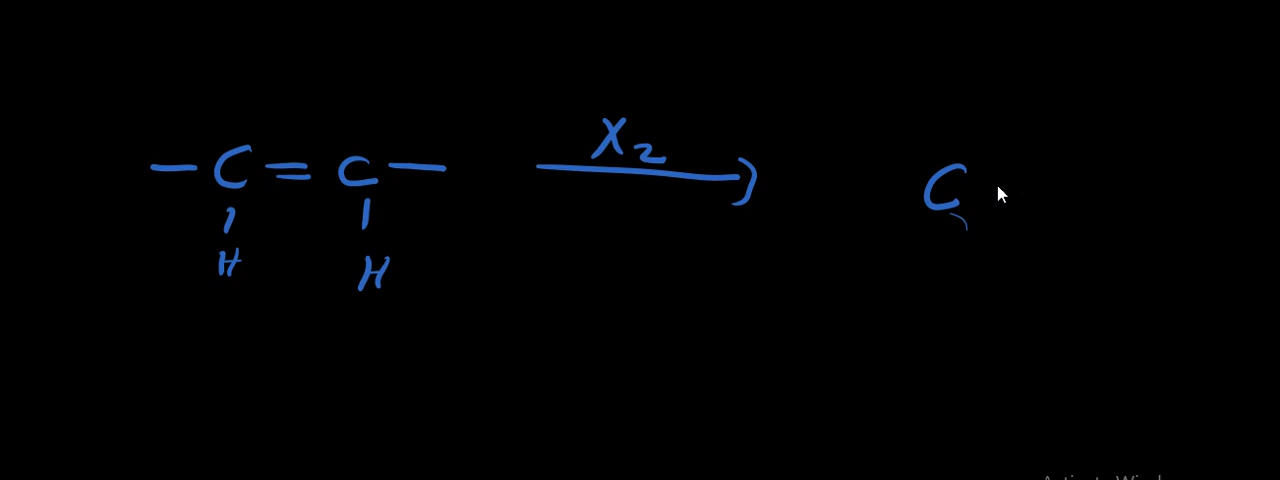 X2
— C = C — → C
H H